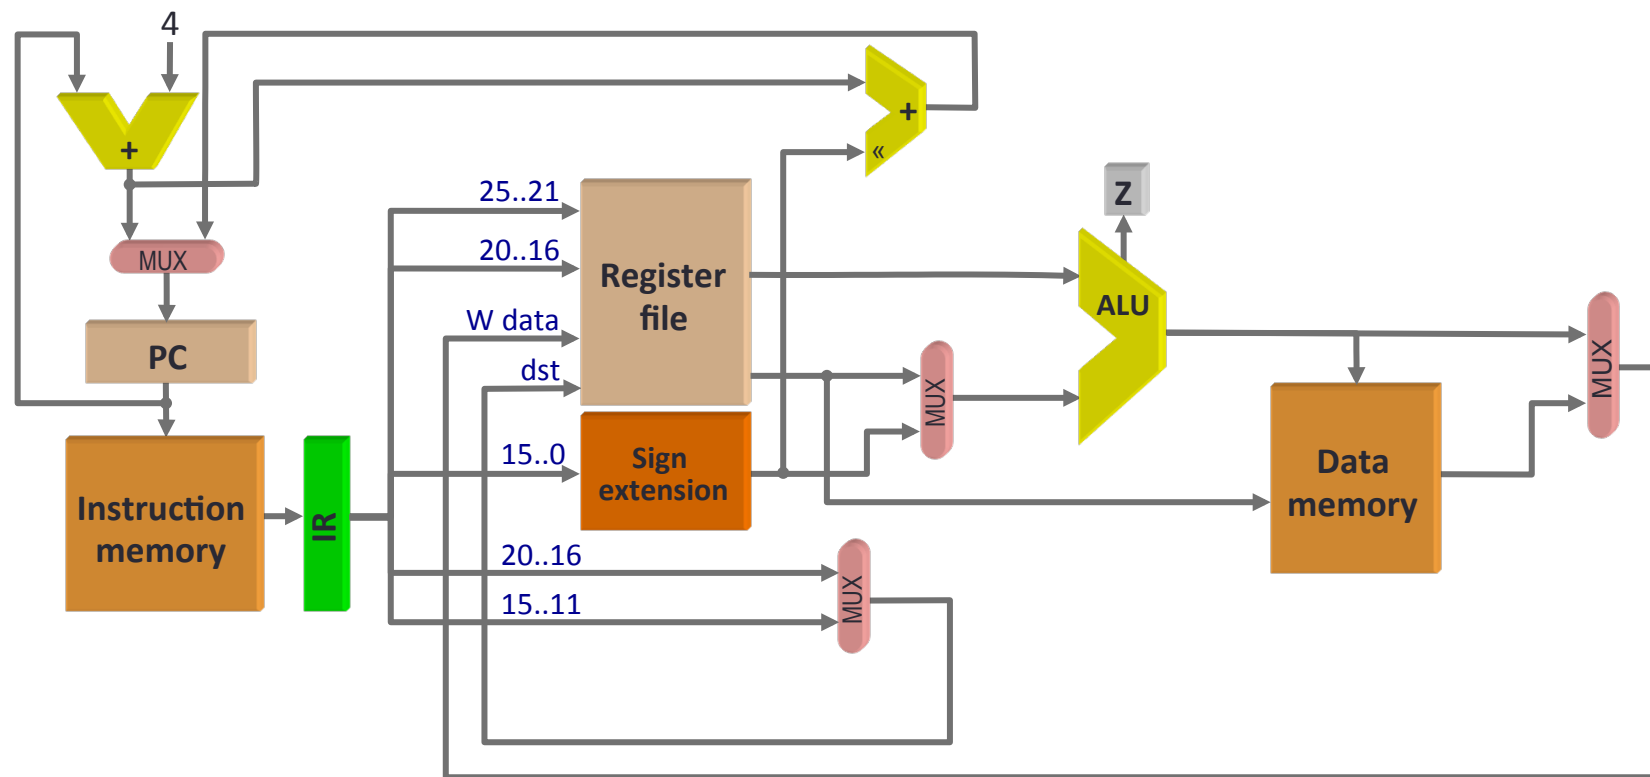 4
+
+
«
Z
25..21
20..16
Register
file
W data
dst
MUX
PC
ALU
MUX
MUX
15..0
Sign
extension
Data
memory
Instruction
memory
IR
20..16
15..11
MUX